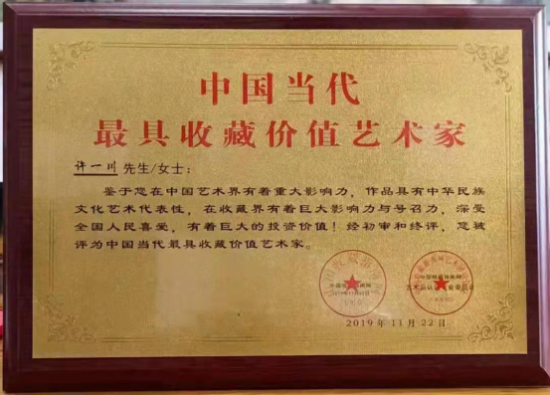 中国当代
最具收藏价值艺术家
许一川 先生/女士：
鉴于您在中国艺术界有着重大影响力，作品具有中华民族
文化艺术代表性，在收藏界有着巨大影响力与号召力，深受
全国人民喜爱，有着巨大的投资价值！经初审和终评，您被
评为中国当代最具收藏价值艺术家。
2019年11月22日